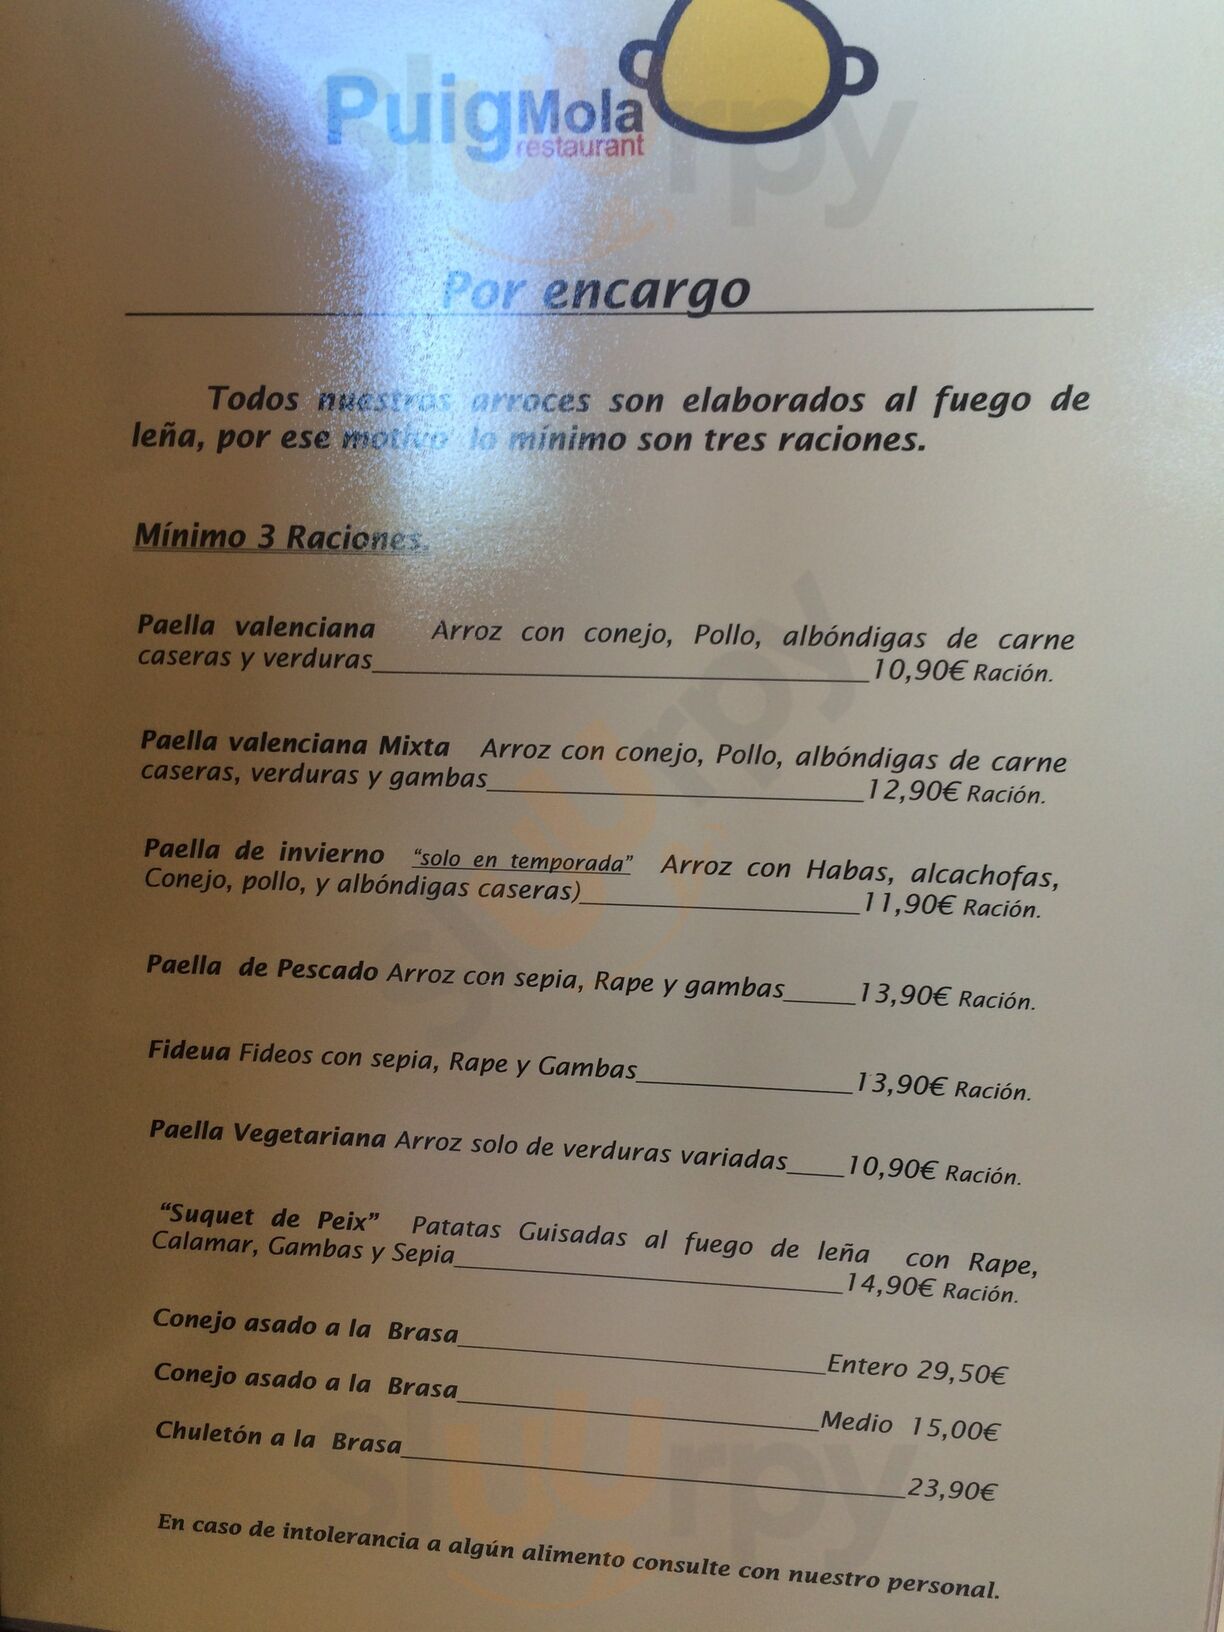 PuigMola
restaurant
Por encargo
Todos nuestros arroces son elaborados al fuego de
leña, por ese motivo lo mínimo son tres raciones.
Mínimo 3 Raciones.
Paella valenciana Arroz con conejo, Pollo, albóndigas de carne
caseras y verduras 10,90€ Ración.
Paella valenciana Mixta Arroz con conejo, Pollo, albóndigas de carne
caseras, verduras y gambas 12,90€ Ración.
Paella de invierno “solo en temporada” Arroz con Habas, alcachofas,
Conejo, pollo, y albóndigas caseras) 11,90€ Ración.
Paella de Pescado Arroz con sepia, Rape y gambas 13,90€ Ración.
Fideua Fideos con sepia, Rape y Gambas 13,90€ Ración.
Paella Vegetariana Arroz solo de verduras variadas 10,90€ Ración.
“Suquet de Peix” Patatas Guisadas al fuego de leña con Rape,
Calamar, Gambas y Sepia 14,90€ Ración.
Conejo asado a la Brasa Entero 29,50€
Conejo asado a la Brasa Medio 15,00€
Chuletón a la Brasa 23,90€
En caso de intolerancia a algún alimento consulte con nuestro personal.
sluurpy
sluurpy
sluurpy